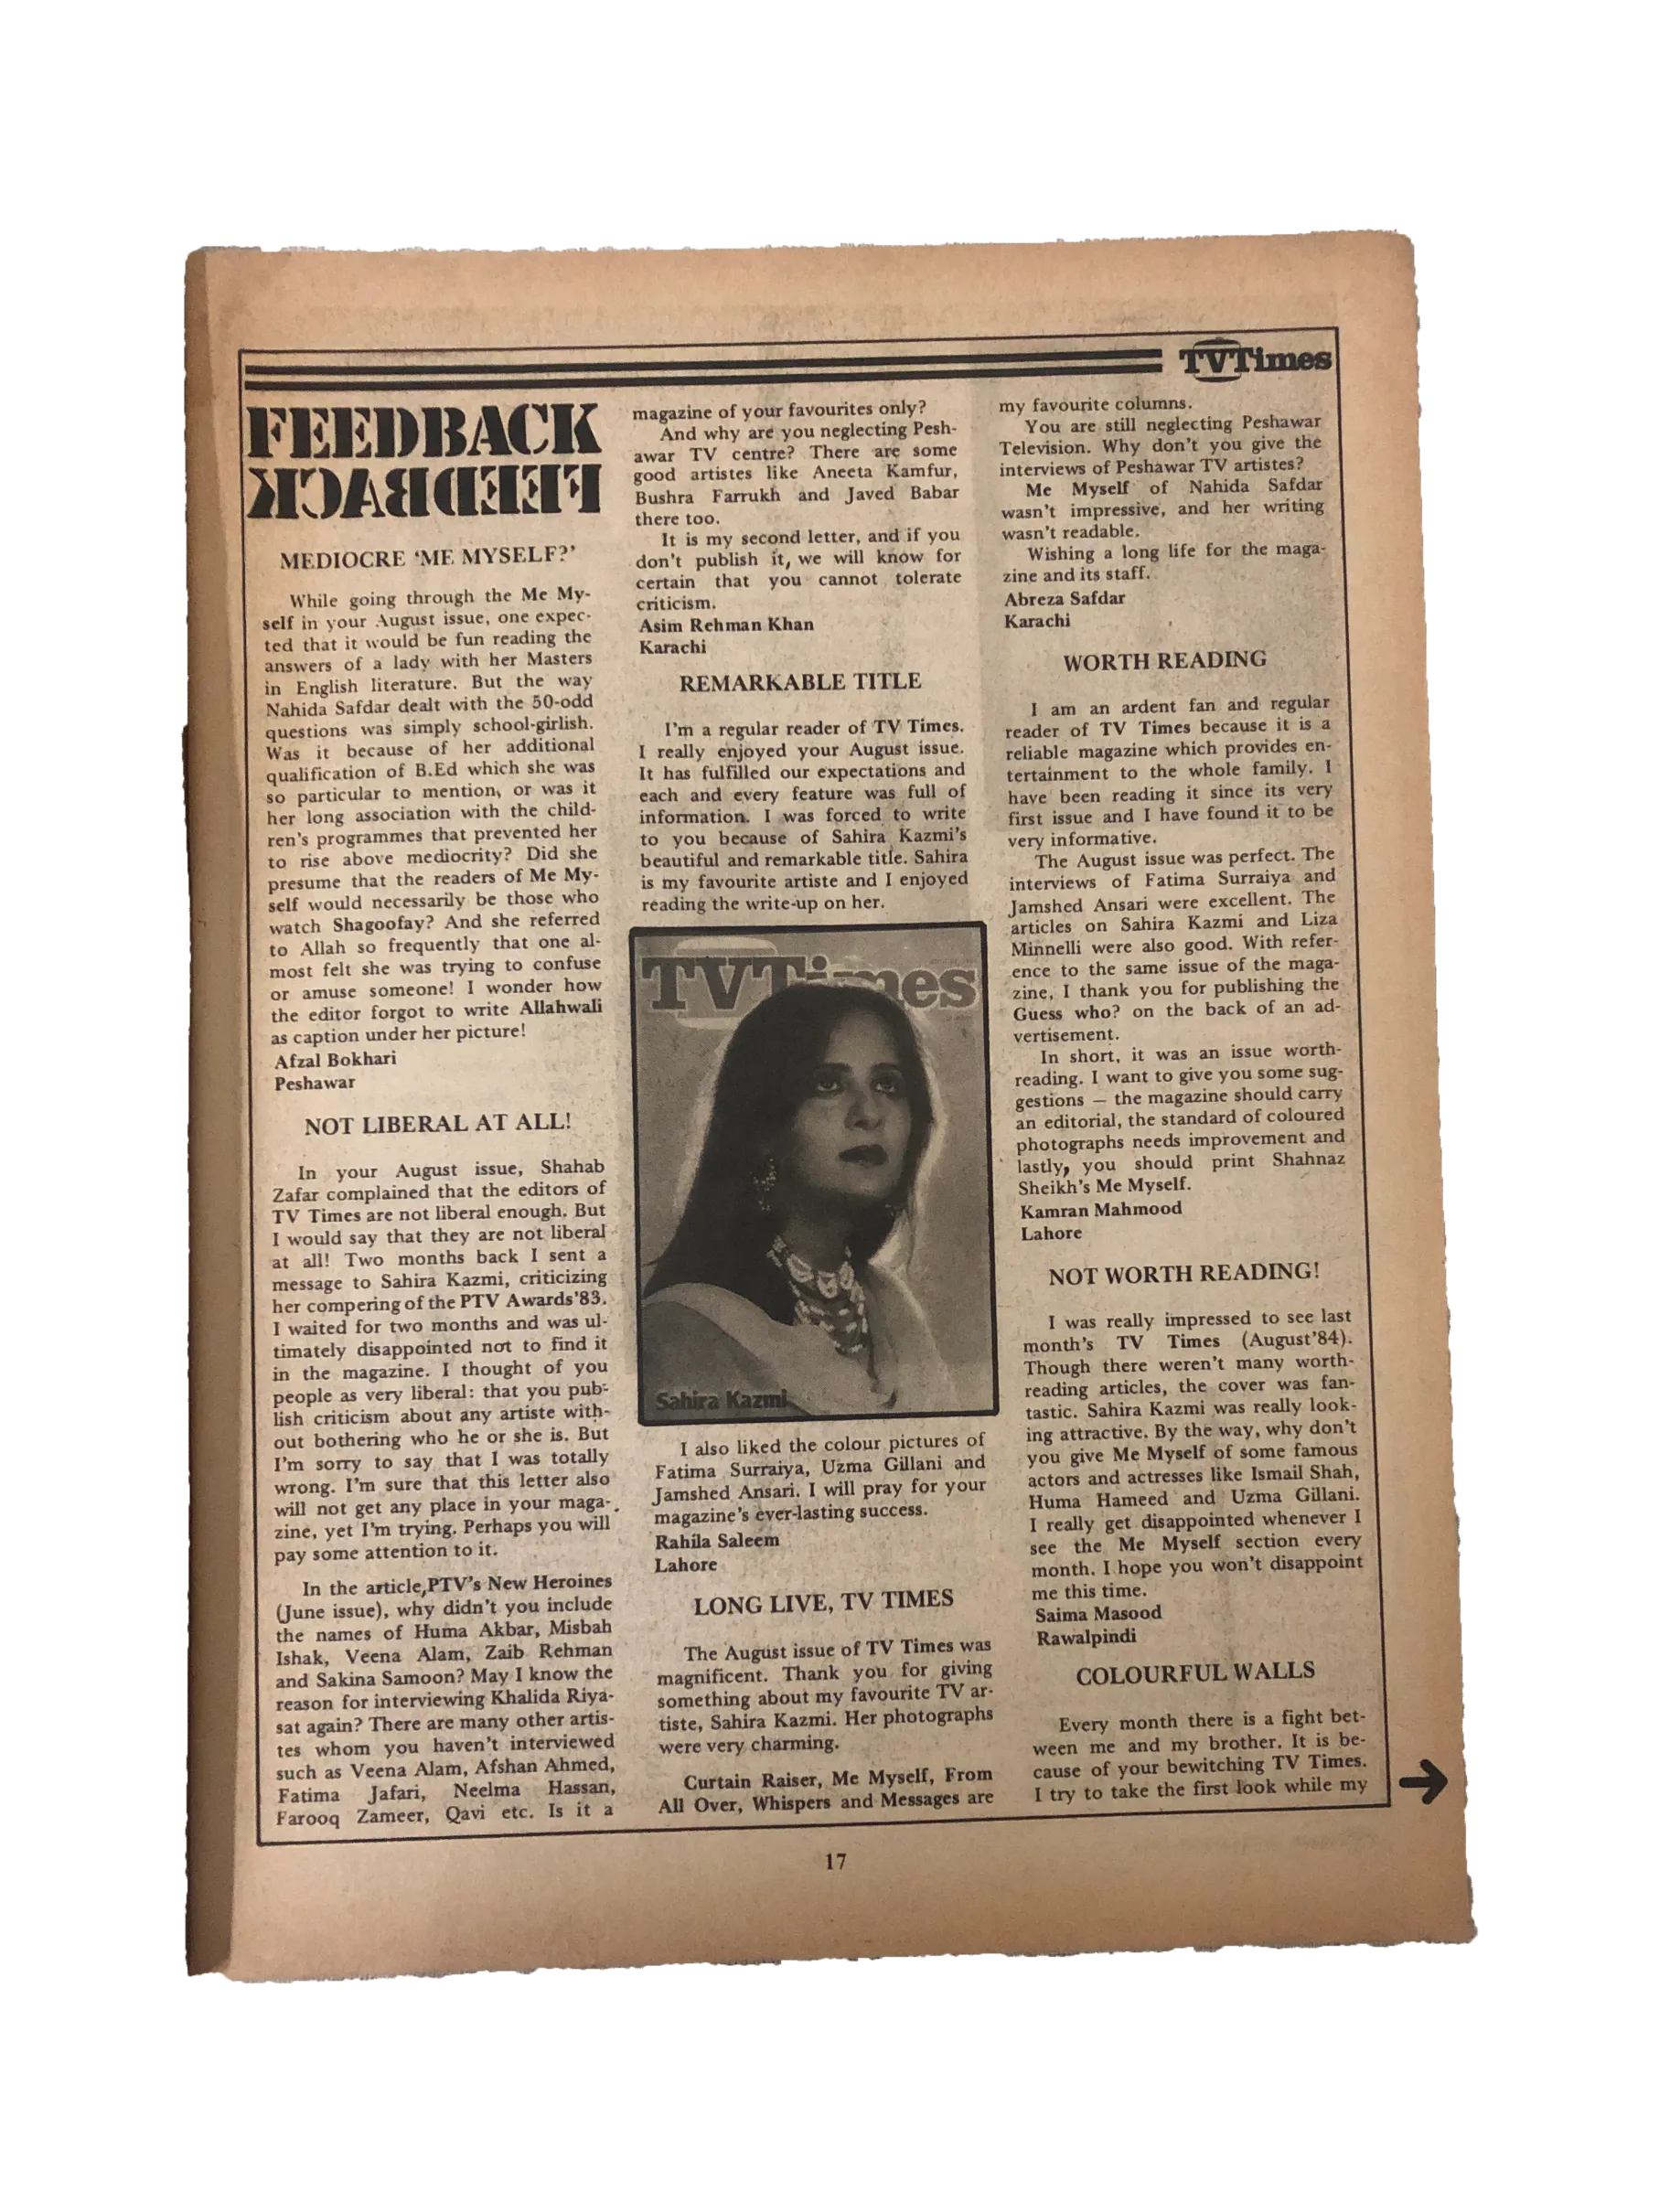 TVTimes
FEEDBACK
FEEDBACK
MEDIOCRE ‘ME MYSELF?’
While going through the Me My-
self in your August issue, one expec-
ted that it would be fun reading the
answers of a lady with her Masters
in English literature. But the way
Nahida Safdar dealt with the 50-odd
questions was simply school-girlish.
Was it because of her additional
qualification of B.Ed which she was
so particular to mention, or was it
her long association with the child-
ren's programmes that prevented her
to rise above mediocrity? Did she
presume that the readers of Me My-
self would necessarily be those who
watch Shagoofay? And she referred
to Allah so frequently that one al-
most felt she was trying to confuse
or amuse someone! I wonder how
the editor forgot to write Allahwali
as caption under her picture!
Afzal Bokhari
Peshawar
NOT LIBERAL AT ALL!
In your August issue, Shahab
Zafar complained that the editors of
TV Times are not liberal enough. But
I would say that they are not liberal
at all! Two months back I sent a
message to Sahira Kazmi, criticizing
her compering of the PTV Awards'83.
I waited for two months and was ul-
timately disappointed not to find it
in the magazine. I thought of you
people as very liberal: that you pub-
lish criticism about any artiste with-
out bothering who he or she is. But
I'm sorry to say that I was totally
wrong. I'm sure that this letter also
will not get any place in your maga-
zine, yet I'm trying. Perhaps you will
pay some attention to it.
In the article, PTV's New Heroines
(June issue), why didn't you include
the names of Huma Akbar, Misbah
Ishak, Veena Alam, Zaib Rehman
and Sakina Samoon? May I know the
reason for interviewing Khalida Riya-
sat again? There are many other artis-
tes whom you haven't interviewed
such as Veena Alam, Afshan Ahmed,
Fatima Jafari, Neelma Hassan,
Farooq Zameer, Qavi etc. Is it a
magazine of your favourites only?
And why are you neglecting Pesh-
awar TV centre? There are some
good artistes like Aneeta Kamfur,
Bushra Farrukh and Javed Babar
there too.
It is my second letter, and if you
don't publish it, we will know for
certain that you cannot tolerate
criticism.
Asim Rehman Khan
Karachi
REMARKABLE TITLE
I'm a regular reader of TV Times.
I really enjoyed your August issue.
It has fulfilled our expectations and
each and every feature was full of
information. I was forced to write
to you because of Sahira Kazmi's
beautiful and remarkable title. Sahira
is my favourite artiste and I enjoyed
reading the write-up on her.
TVTimes
Sahira Kazmi
I also liked the colour pictures of
Fatima Surraiya, Uzma Gillani and
Jamshed Ansari. I will pray for your
magazine's ever-lasting success.
Rahila Saleem
Lahore
LONG LIVE, TV TIMES
The August issue of TV Times was
magnificent. Thank you for giving
something about my favourite TV ar-
tiste, Sahira Kazmi. Her photographs
were very charming.
Curtain Raiser, Me Myself, From
All Over, Whispers and Messages are
my favourite columns.
You are still neglecting Peshawar
Television. Why don't you give the
interviews of Peshawar TV artistes?
Me Myself of Nahida Safdar
wasn't impressive, and her writing
wasn't readable.
Wishing a long life for the maga-
zine and its staff.
Abreza Safdar
Karachi
WORTH READING
I am an ardent fan and regular
reader of TV Times because it is a
reliable magazine which provides en-
tertainment to the whole family. I
have been reading it since its very
first issue and I have found it to be
very informative.
The August issue was perfect. The
interviews of Fatima Surraiya and
Jamshed Ansari were excellent. The
articles on Sahira Kazmi and Liza
Minnelli were also good. With refer-
ence to the same issue of the maga-
zine, I thank you for publishing the
Guess who? on the back of an ad-
vertisement.
In short, it was an issue worth-
reading. I want to give you some sug-
gestions — the magazine should carry
an editorial, the standard of coloured
photographs needs improvement and
lastly, you should print Shahnaz
Sheikh's Me Myself.
Kamran Mahmood
Lahore
NOT WORTH READING!
I was really impressed to see last
month's TV Times (August'84).
Though there weren't many worth-
reading articles, the cover was fan-
tastic. Sahira Kazmi was really look-
ing attractive. By the way, why don't
you give Me Myself of some famous
actors and actresses like Ismail Shah,
Huma Hameed and Uzma Gillani.
I really get disappointed whenever I
see the Me Myself section every
month. I hope you won't disappoint
me this time.
Saima Masood
Rawalpindi
COLOURFUL WALLS
Every month there is a fight bet-
ween me and my brother. It is be-
cause of your bewitching TV Times.
I try to take the first look while my
17